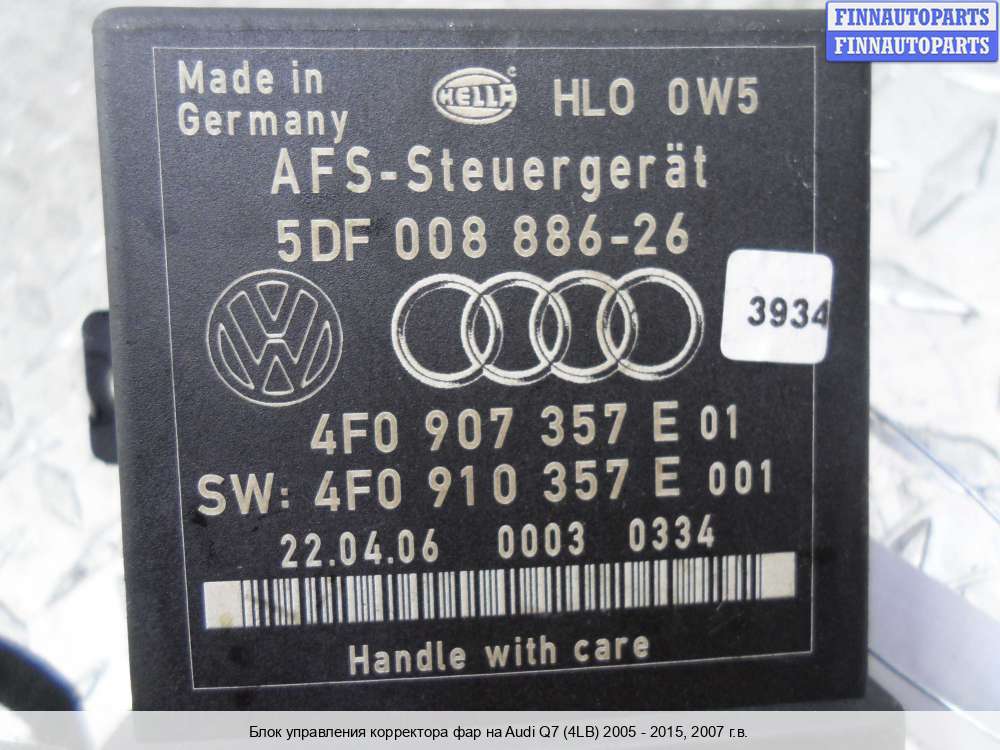 FINNAUTOPARTS
FINNAUTOPARTS
Made in
Germany
HELLA
HLO 0W5
AFS-Steuergerät
5DF 008 886-26
3934
4F0 907 357 E 01
SW: 4F0 910 357 E 001
22.04.06 0003 0334
Handle with care
Блок управления корректора фар на Audi Q7 (4LB) 2005 - 2015, 2007 г.в.